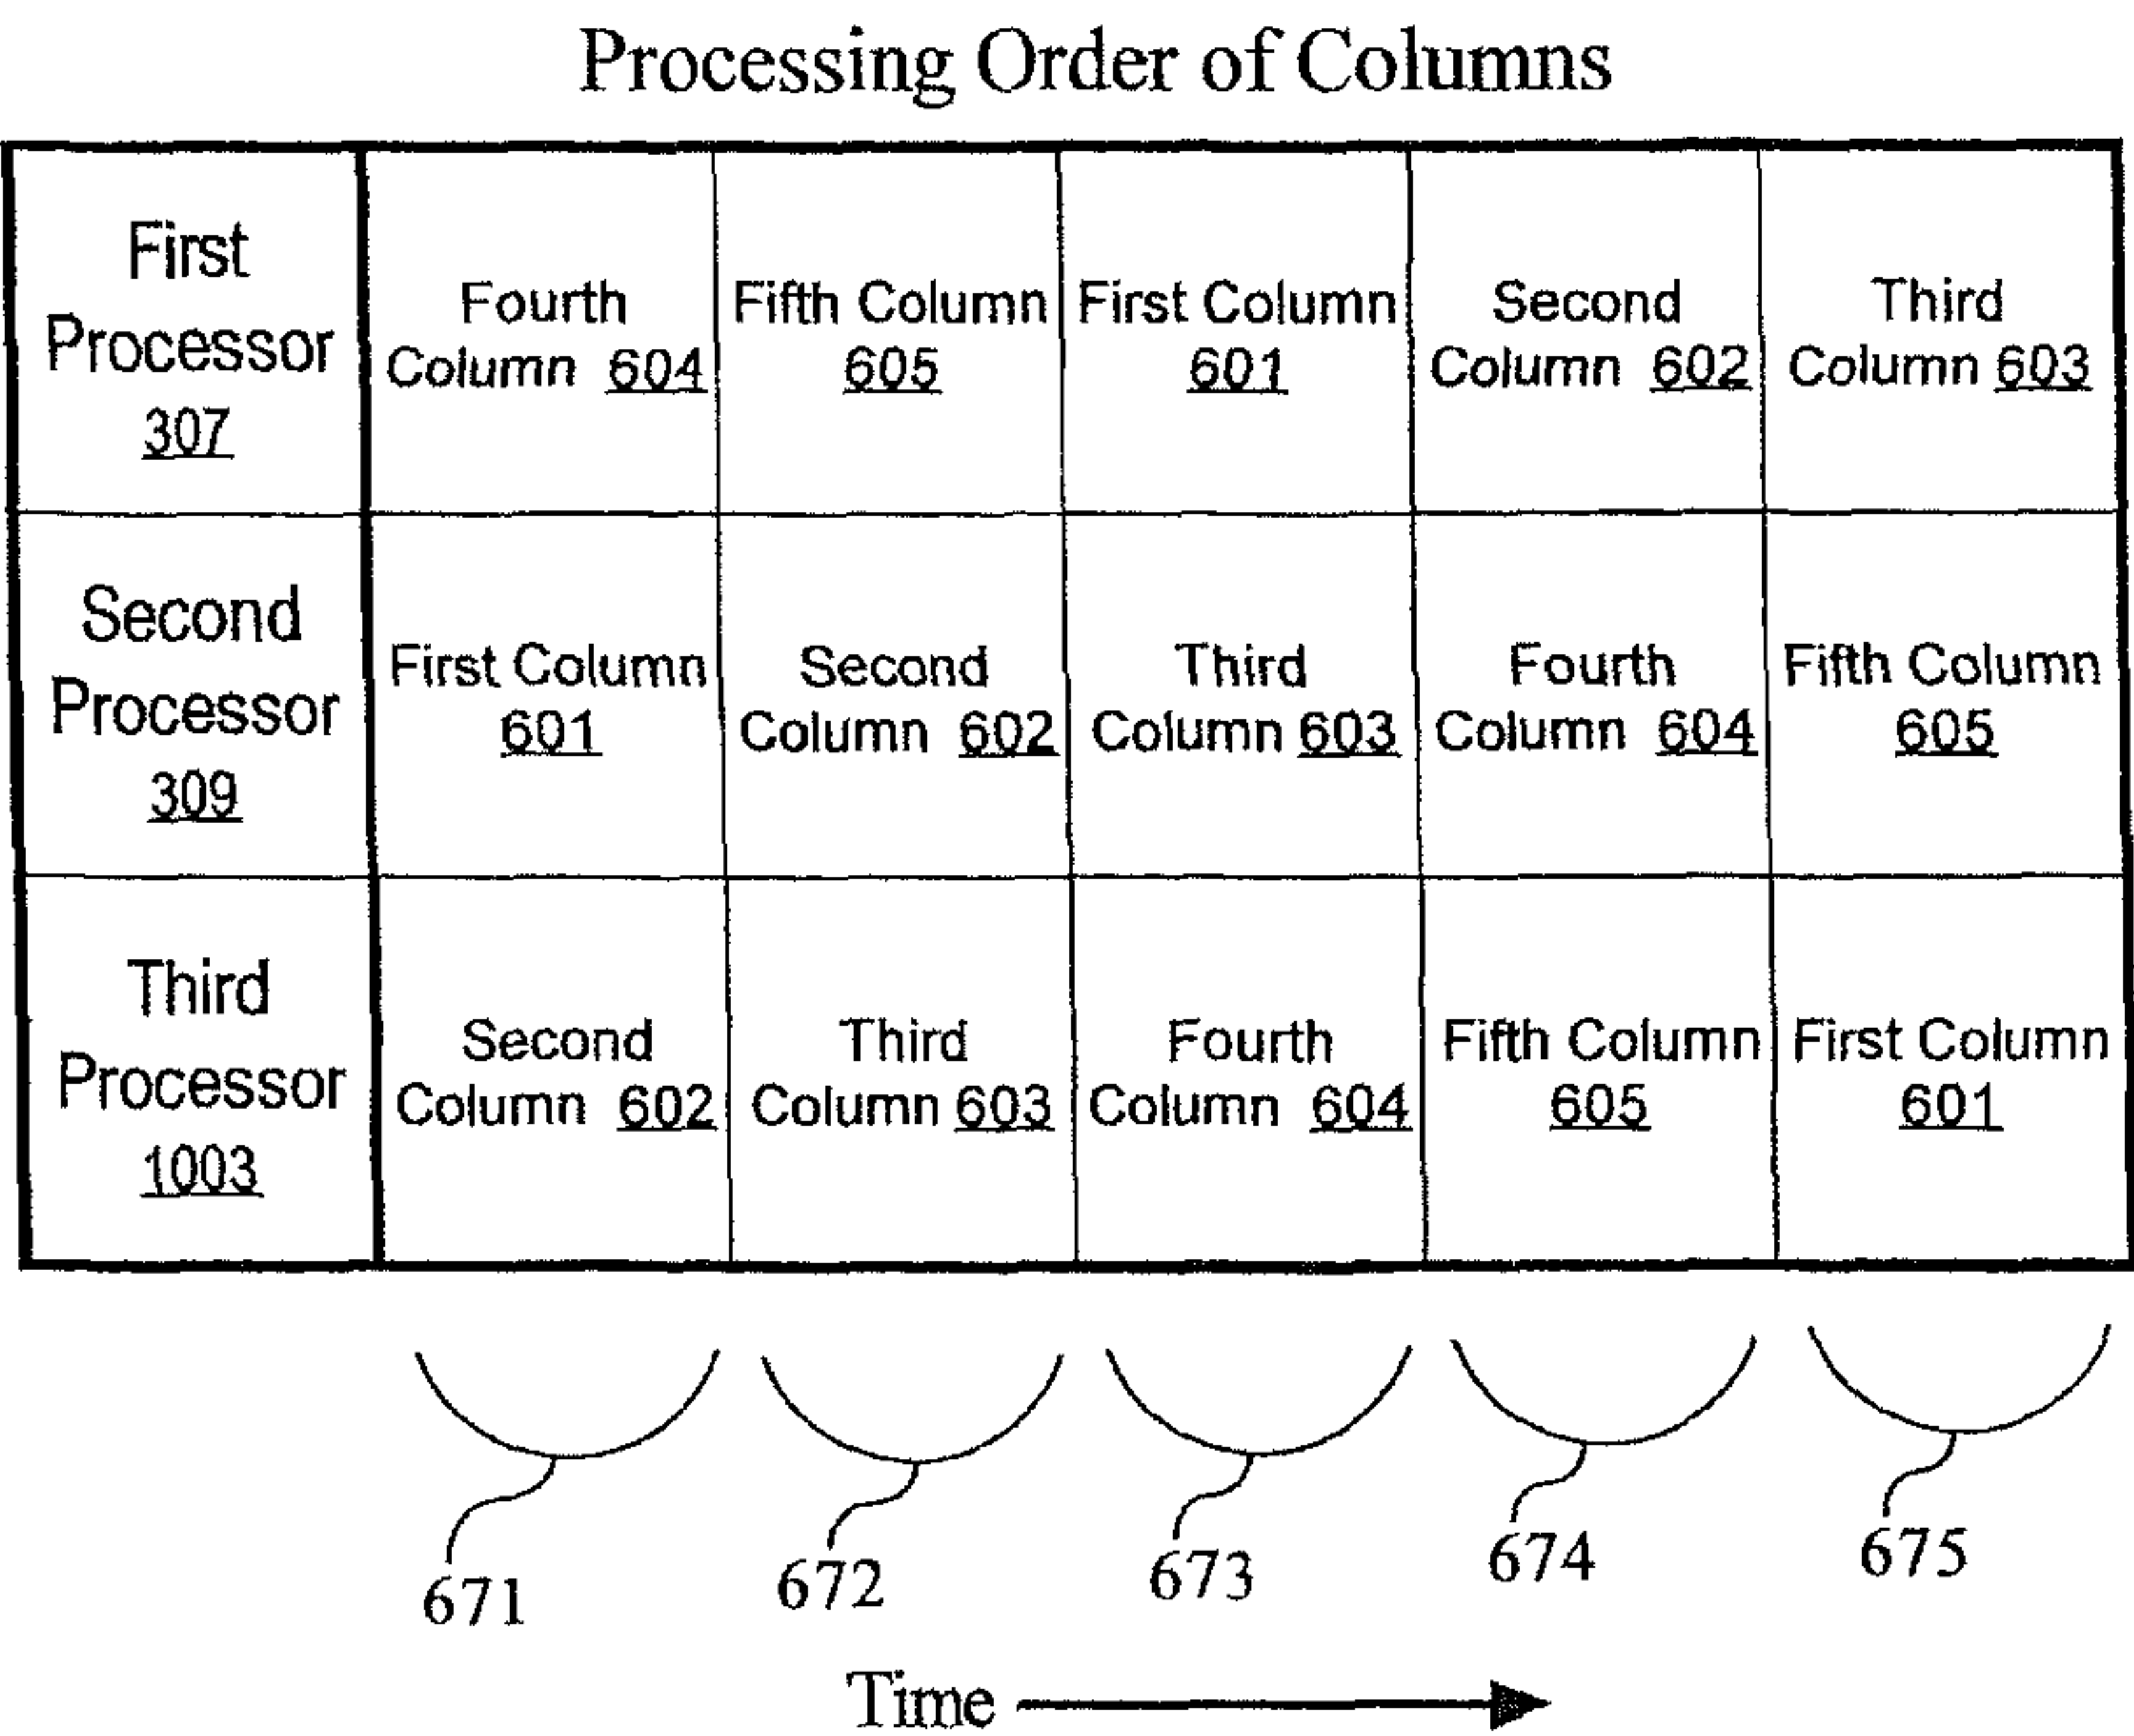 Processing Order of Columns
First
Processor
307
Fourth
Column 604
Fifth Column
605
First Column
601
Second
Column 602
Third
Column 603
Second
Processor
309
First Column
601
Second
Column 602
Third
Column 603
Fourth
Column 604
Fifth Column
605
Third
Processor
1003
Second
Column 602
Third
Column 603
Fourth
Column 604
Fifth Column
605
First Column
601
671
672
673
674
675
Time